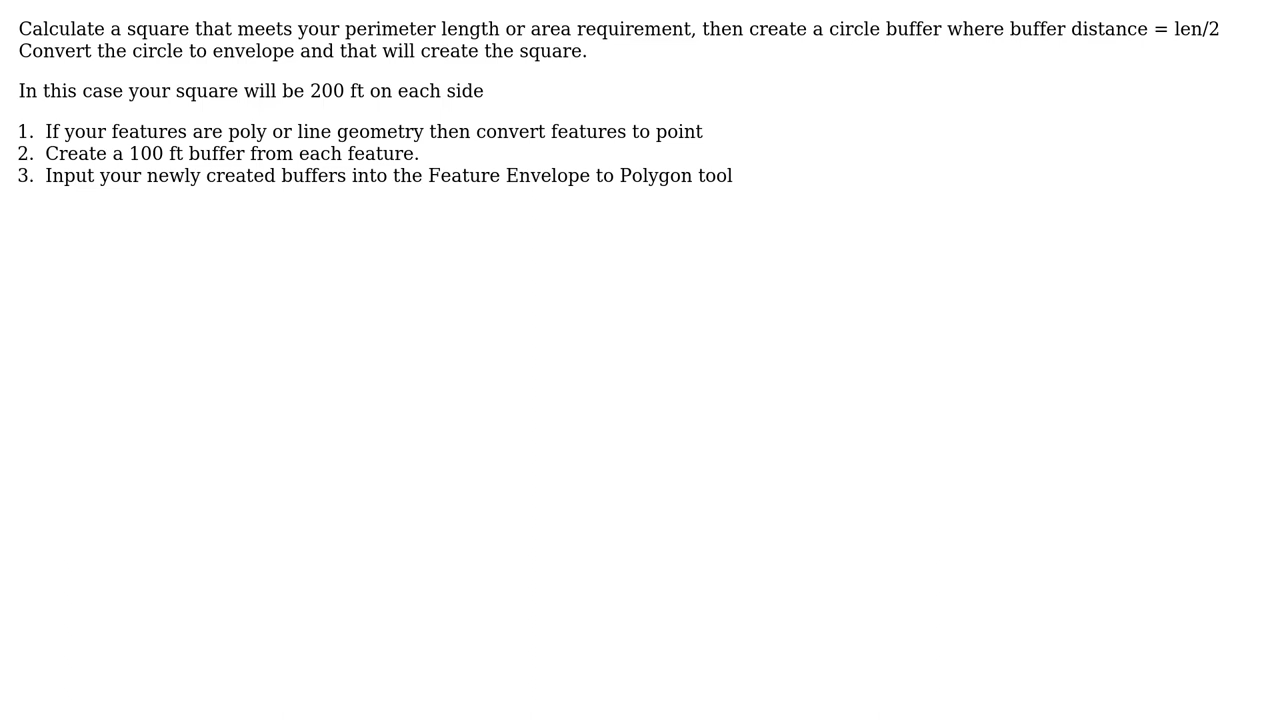 Calculate a square that meets your perimeter length or area requirement, then create a circle buffer where buffer distance = len/2
Convert the circle to envelope and that will create the square.
In this case your square will be 200 ft on each side
1. If your features are poly or line geometry then convert features to point
2. Create a 100 ft buffer from each feature.
3. Input your newly created buffers into the Feature Envelope to Polygon tool